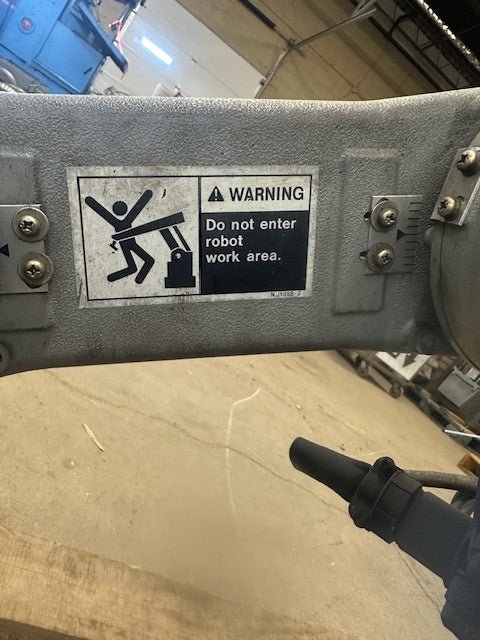 WARNING
Do not enter
robot
work area.